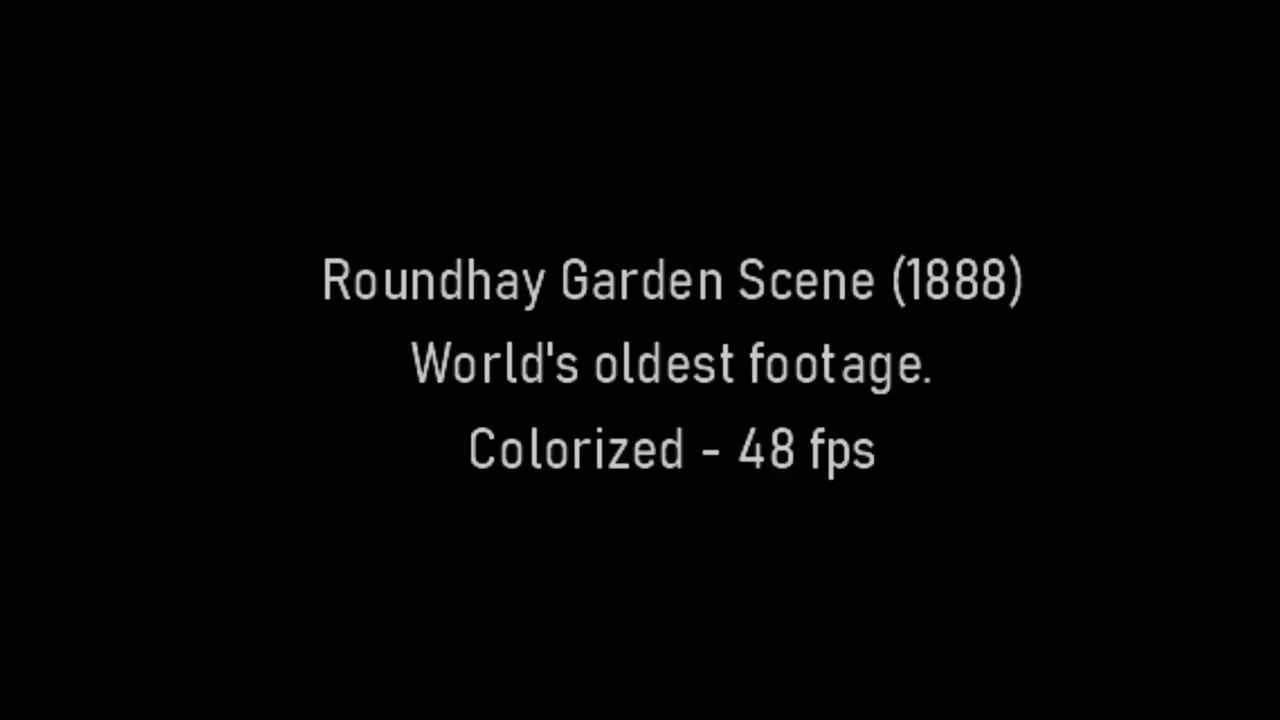 Roundhay Garden Scene (1888)
World's oldest footage.
Colorized - 48 fps